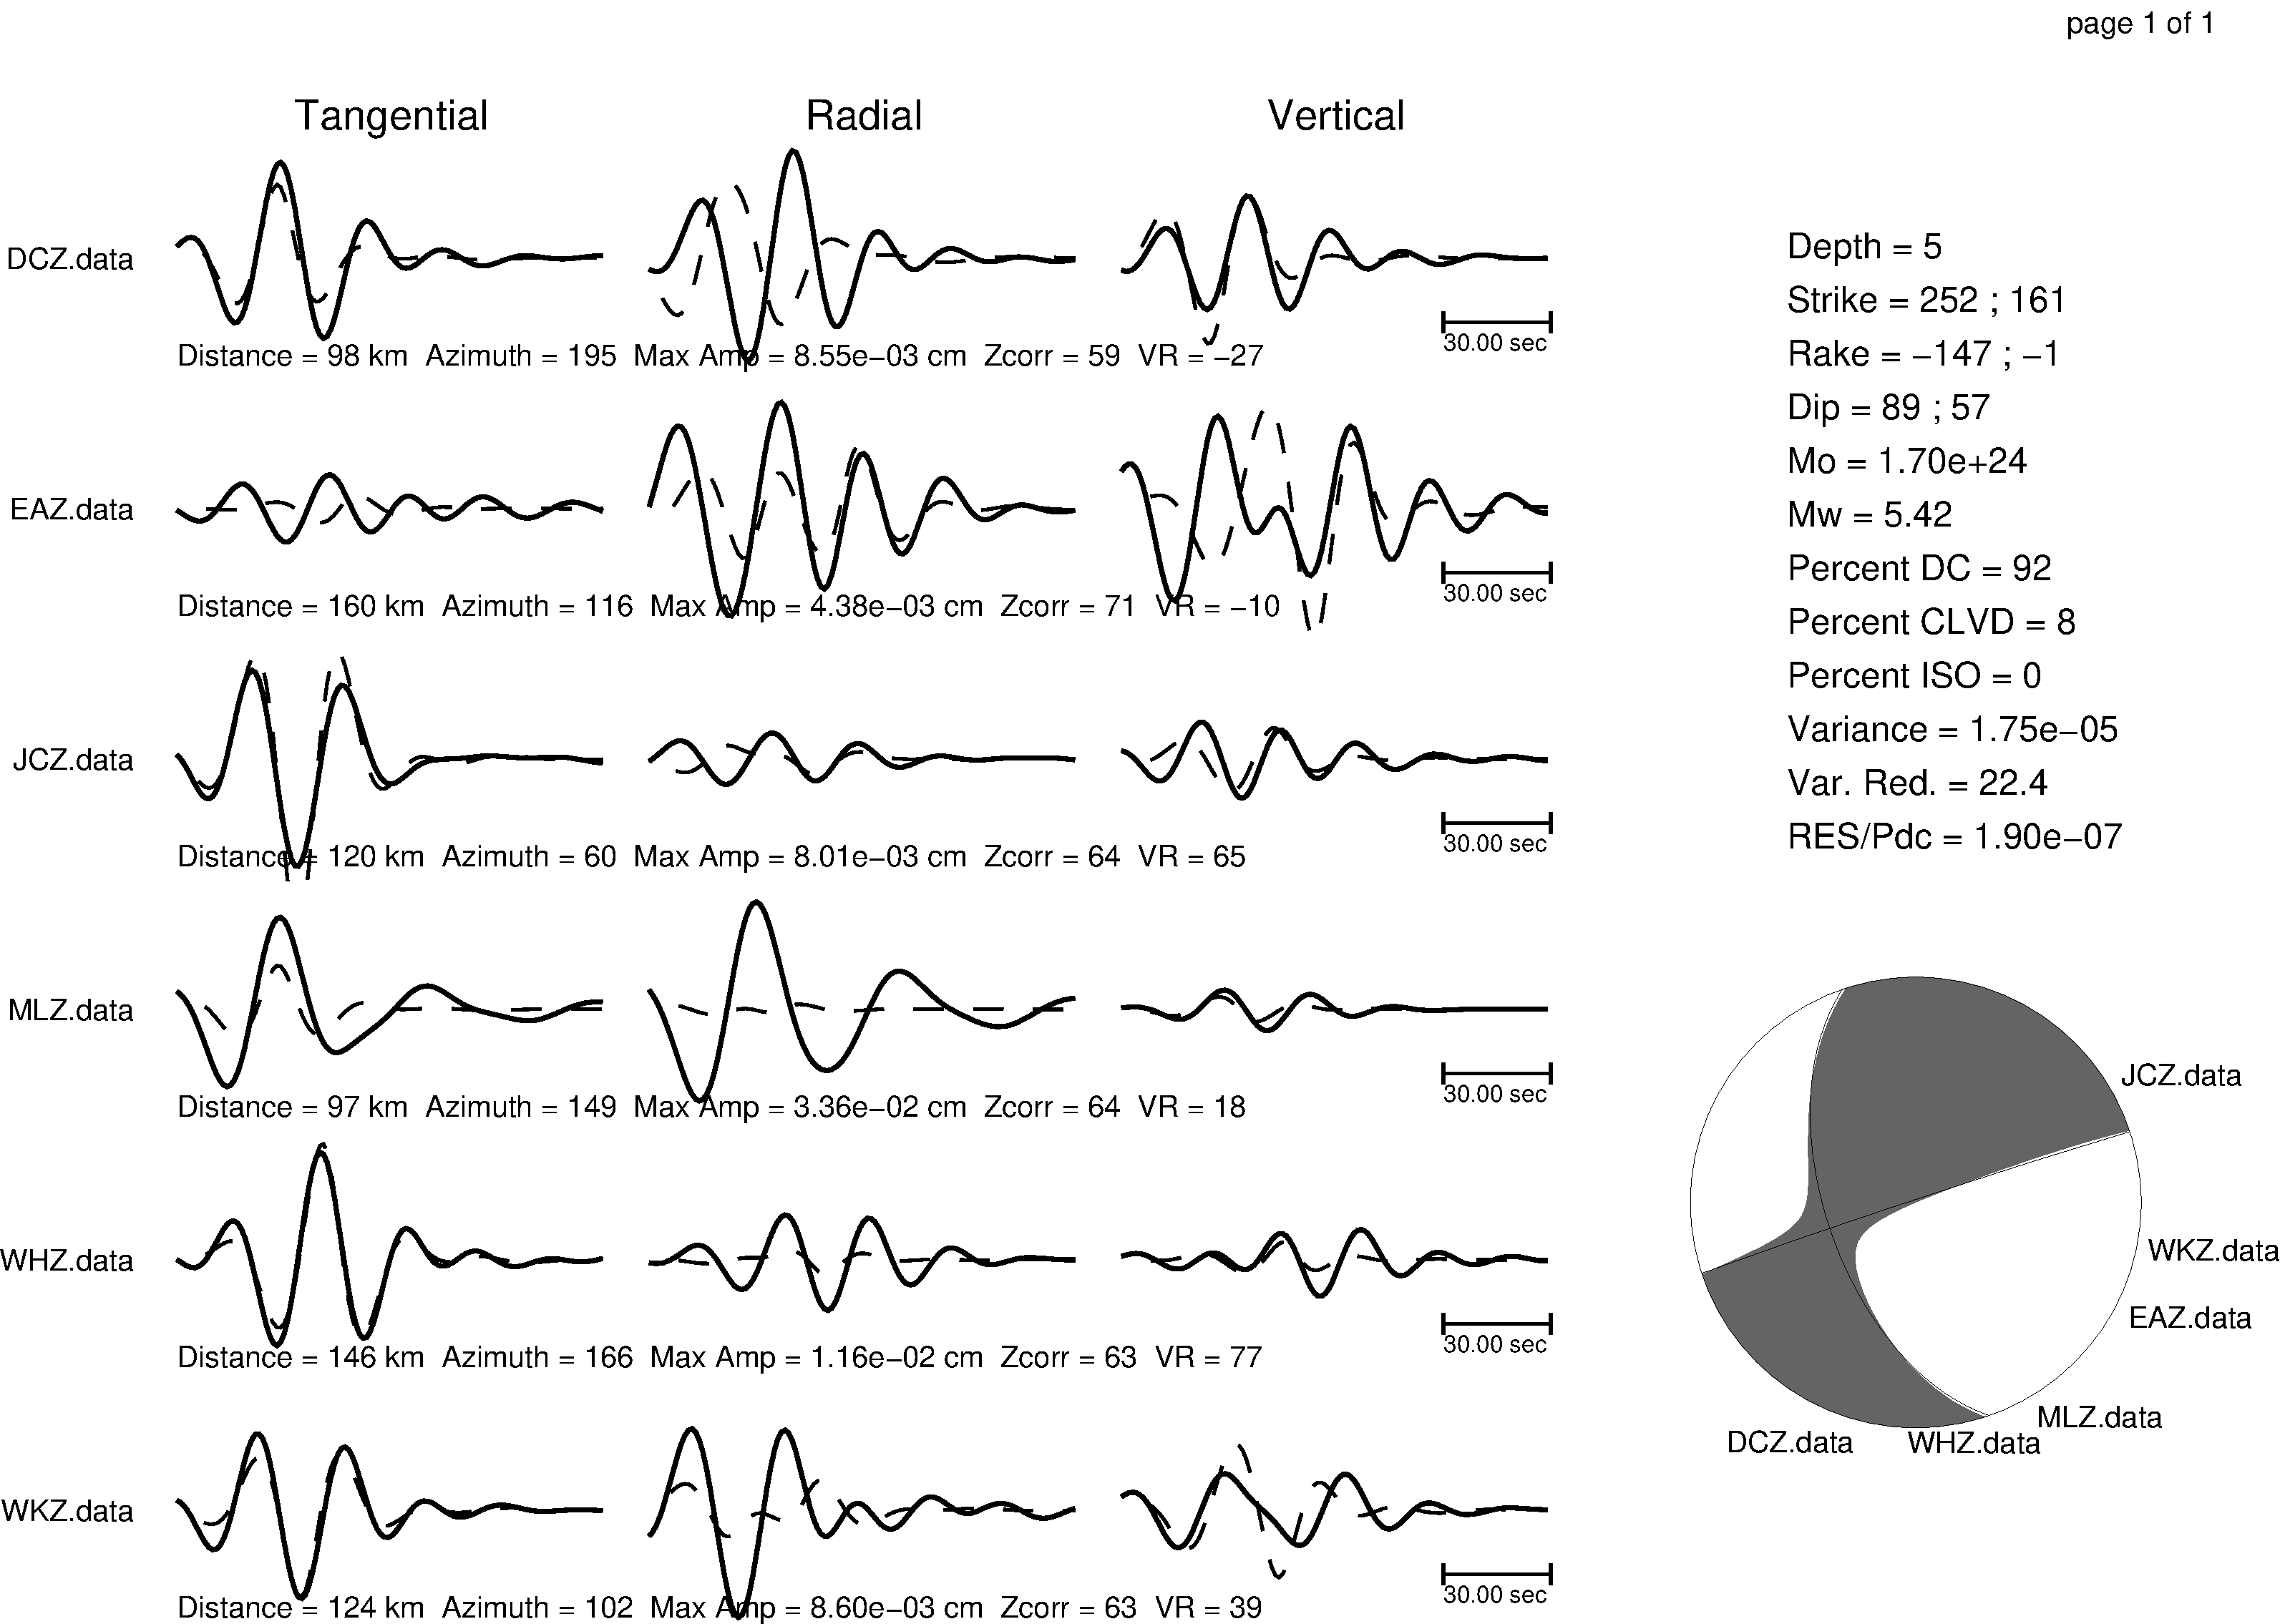 page 1 of 1
Tangential Radial Vertical
DCZ.data
30.00 sec
Distance = 98 km Azimuth = 195 Max Amp = 8.55e−03 cm Zcorr = 59 VR = −27
EAZ.data
30.00 sec
Distance = 160 km Azimuth = 116 Max Amp = 4.38e−03 cm Zcorr = 71 VR = −10
JCZ.data
30.00 sec
Distance = 120 km Azimuth = 60 Max Amp = 8.01e−03 cm Zcorr = 64 VR = 65
MLZ.data
30.00 sec
Distance = 97 km Azimuth = 149 Max Amp = 3.36e−02 cm Zcorr = 64 VR = 18
WHZ.data
30.00 sec
Distance = 146 km Azimuth = 166 Max Amp = 1.16e−02 cm Zcorr = 63 VR = 77
WKZ.data
30.00 sec
Distance = 124 km Azimuth = 102 Max Amp = 8.60e−03 cm Zcorr = 63 VR = 39
Depth = 5
Strike = 252 ; 161
Rake = −147 ; −1
Dip = 89 ; 57
Mo = 1.70e+24
Mw = 5.42
Percent DC = 92
Percent CLVD = 8
Percent ISO = 0
Variance = 1.75e−05
Var. Red. = 22.4
RES/Pdc = 1.90e−07
JCZ.data
WKZ.data
EAZ.data
MLZ.data
DCZ.data WHZ.data